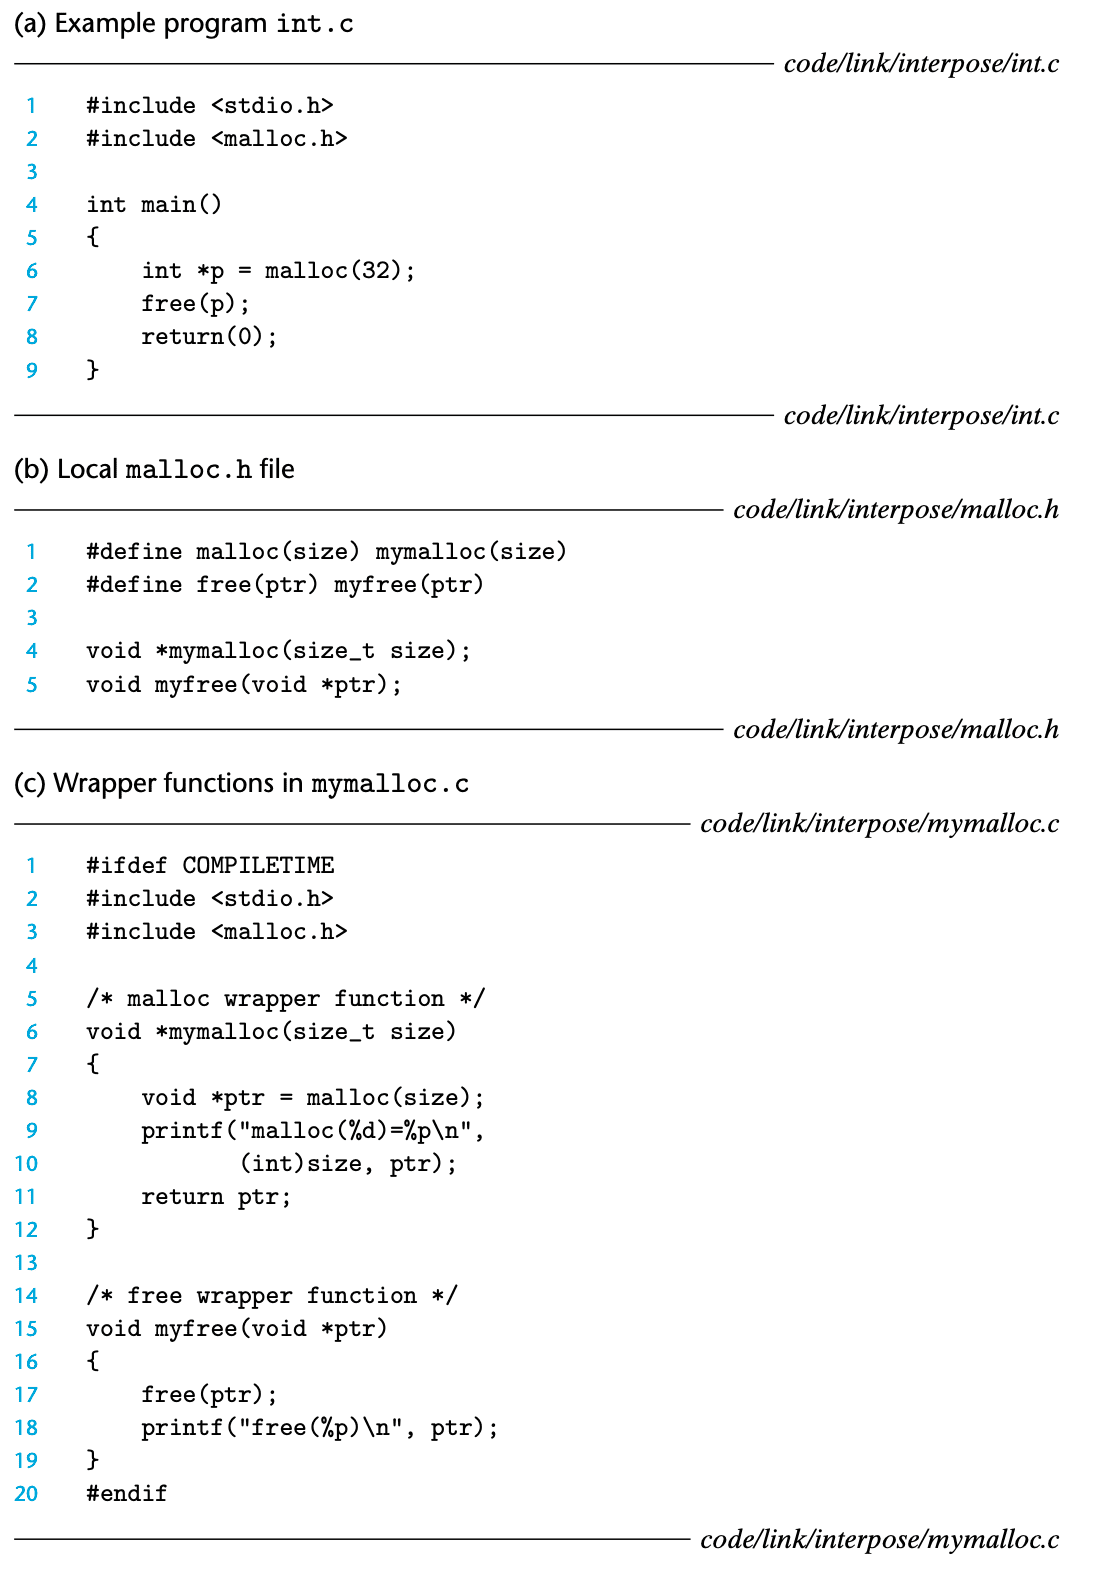 (a) Example program int.c
code/link/interpose/int.c
1 #include <stdio.h>
2 #include <malloc.h>
3
4 int main()
5 {
6     int *p = malloc(32);
7     free(p);
8     return(0);
9 }
code/link/interpose/int.c
(b) Local malloc.h file
code/link/interpose/malloc.h
1 #define malloc(size) mymalloc(size)
2 #define free(ptr) myfree(ptr)
3
4 void *mymalloc(size_t size);
5 void myfree(void *ptr);
code/link/interpose/malloc.h
(c) Wrapper functions in mymalloc.c
code/link/interpose/mymalloc.c
1 #ifdef COMPILETIME
2 #include <stdio.h>
3 #include <malloc.h>
4
5 /* malloc wrapper function */
6 void *mymalloc(size_t size)
7 {
8     void *ptr = malloc(size);
9     printf("malloc(%d)=%p\n",
10            (int)size, ptr);
11     return ptr;
12 }
13
14 /* free wrapper function */
15 void myfree(void *ptr)
16 {
17     free(ptr);
18     printf("free(%p)\n", ptr);
19 }
20 #endif
code/link/interpose/mymalloc.c